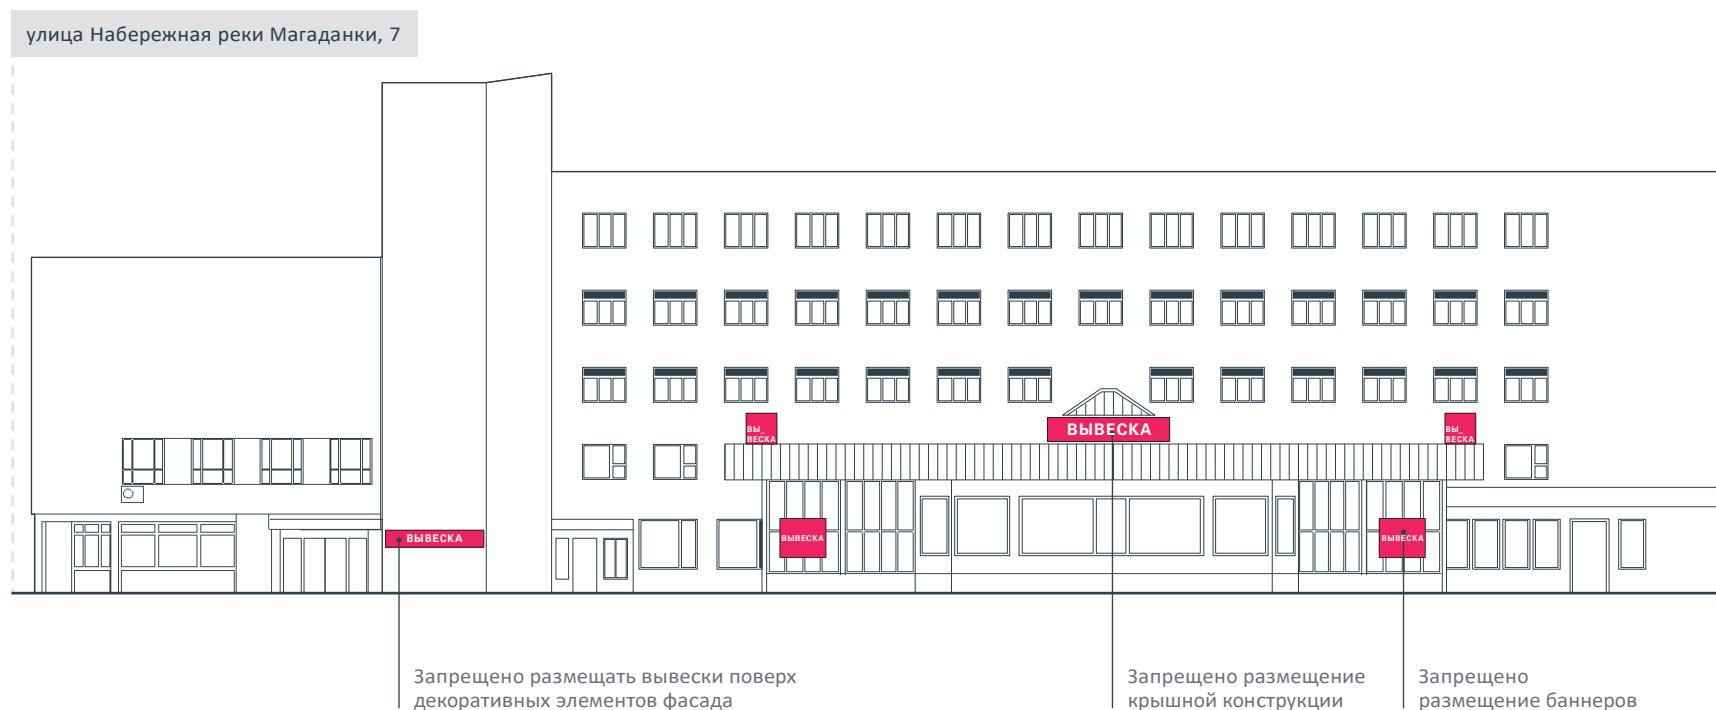 улица Набережная реки Магаданки, 7
ВЫ_
ВЕСКА
ВЫВЕСКА
ВЫ_
ВЕСКА
ВЫВЕСКА
ВЫВЕСКА
ВЫВЕСКА
Запрещено размещать вывески поверх
декоративных элементов фасада
Запрещено размещение
крышной конструкции
Запрещено
размещение баннеров